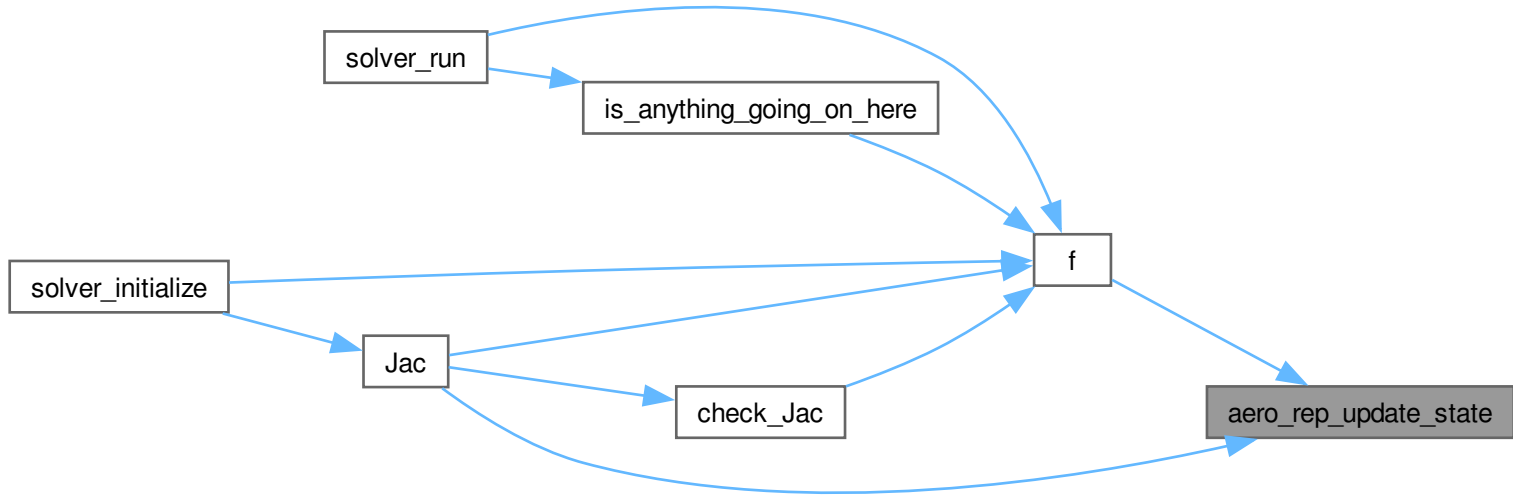 solver_run
is_anything_going_on_here
f
solver_initialize
Jac
check_Jac
aero_rep_update_state